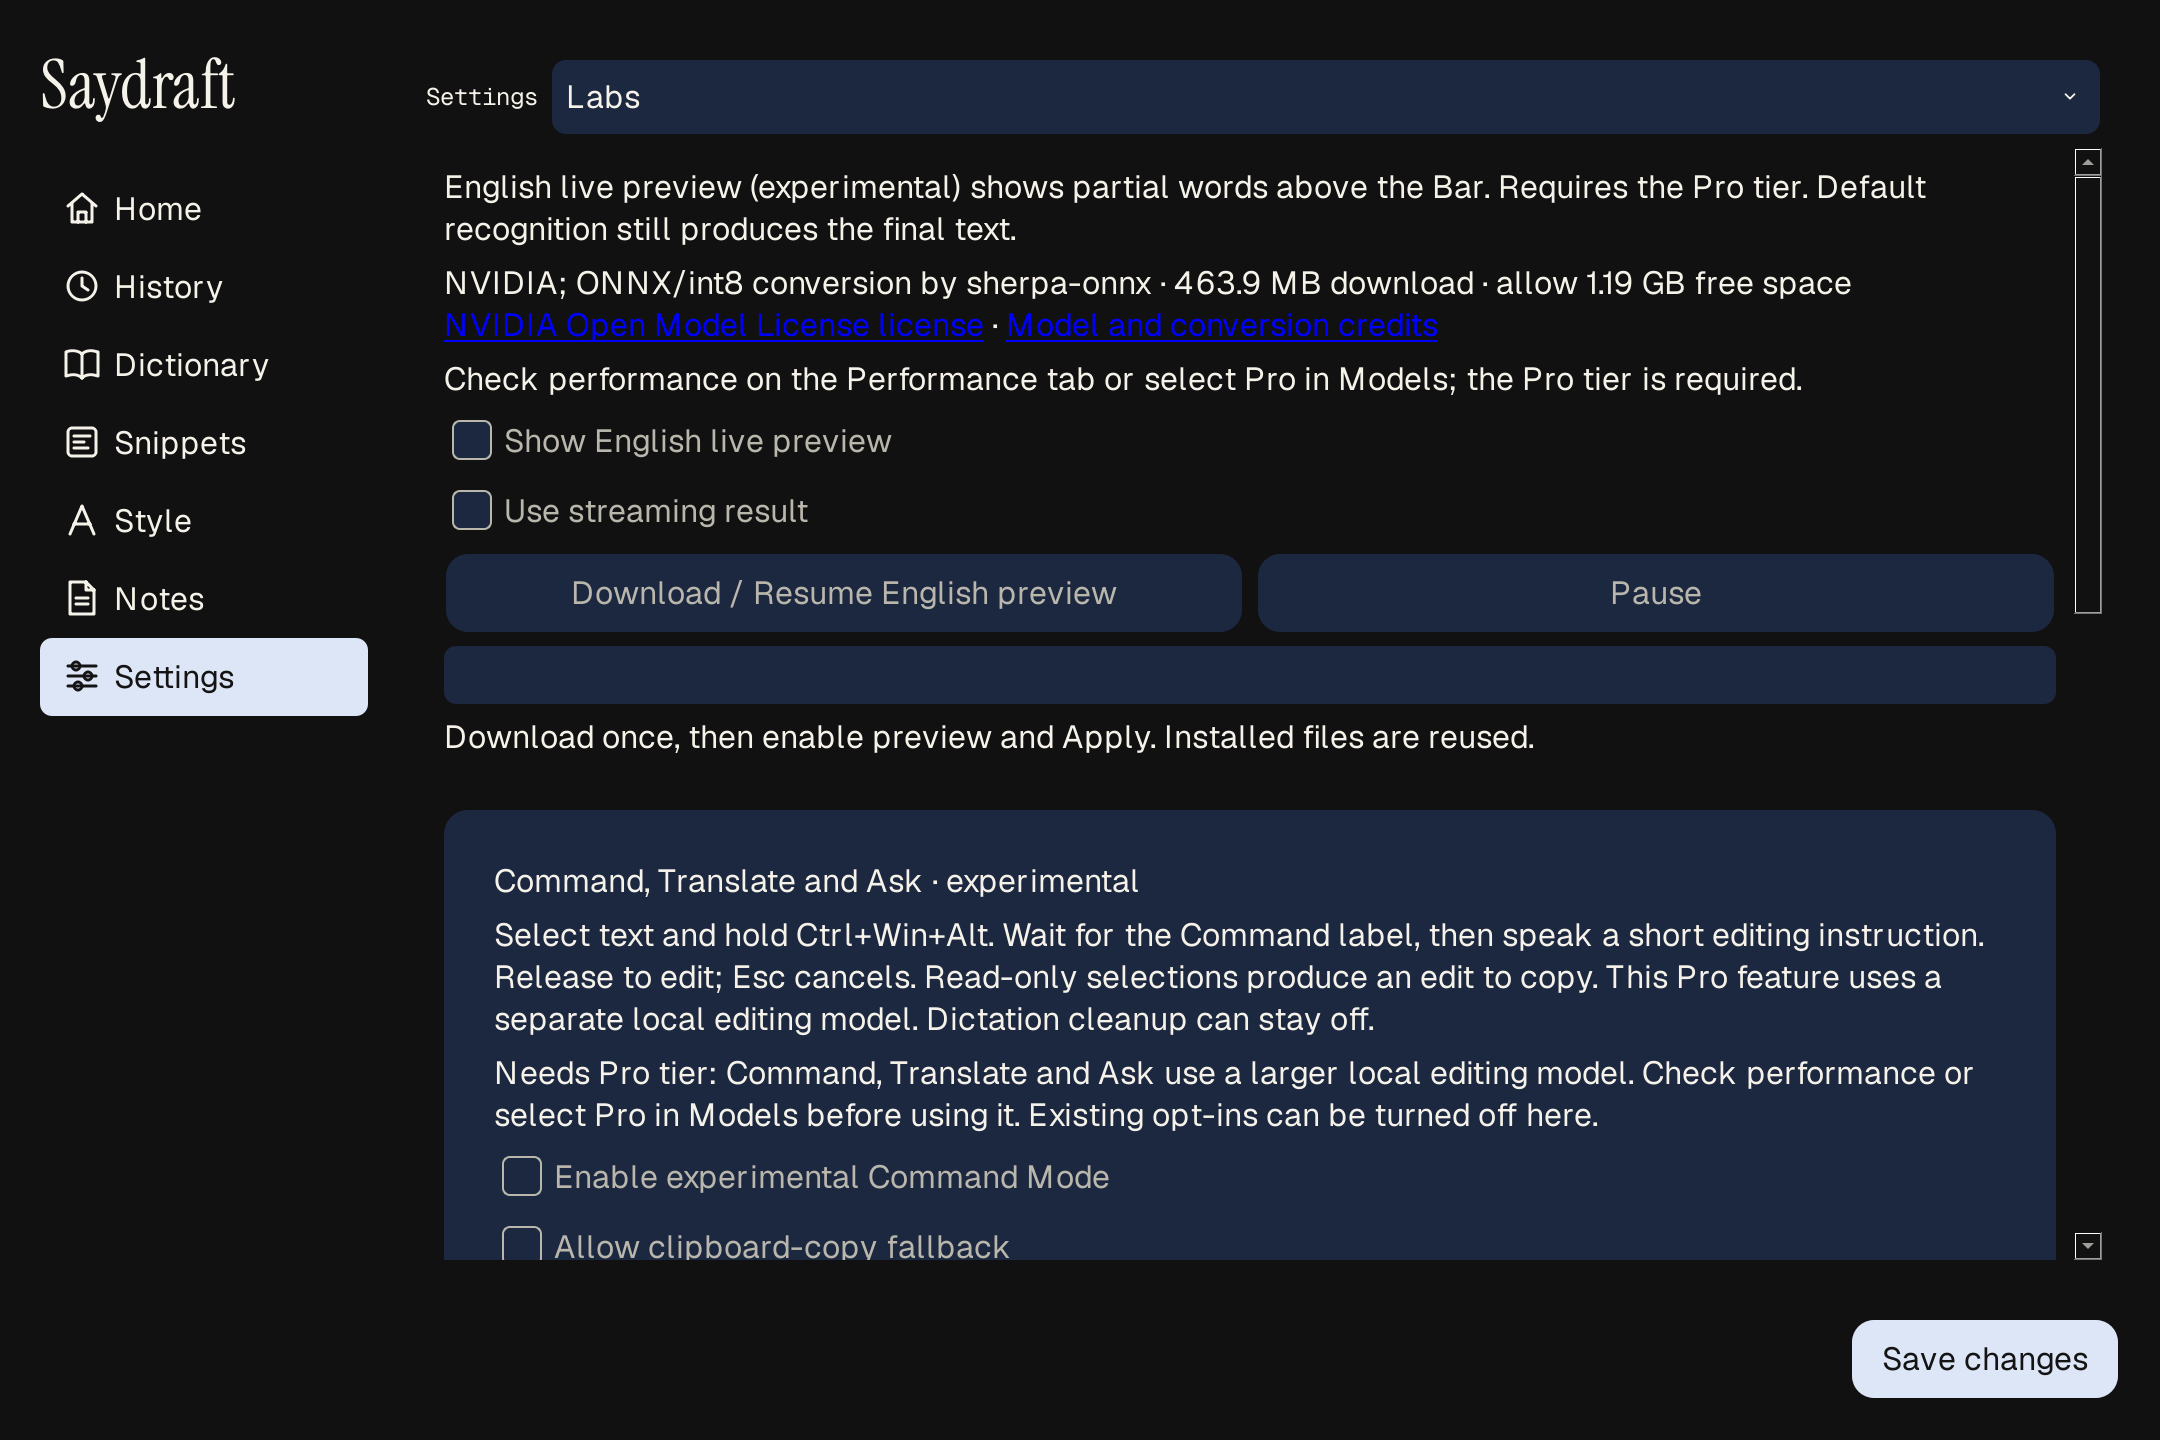 Saydraft
Settings
Labs
Home
History
Dictionary
Snippets
Style
Notes
Settings
English live preview (experimental) shows partial words above the Bar. Requires the Pro tier. Default
recognition still produces the final text.
NVIDIA; ONNX/int8 conversion by sherpa-onnx · 463.9 MB download · allow 1.19 GB free space
NVIDIA Open Model License license · Model and conversion credits
Check performance on the Performance tab or select Pro in Models; the Pro tier is required.
Show English live preview
Use streaming result
Download / Resume English preview
Pause
Download once, then enable preview and Apply. Installed files are reused.
Command, Translate and Ask · experimental
Select text and hold Ctrl+Win+Alt. Wait for the Command label, then speak a short editing instruction.
Release to edit; Esc cancels. Read-only selections produce an edit to copy. This Pro feature uses a
separate local editing model. Dictation cleanup can stay off.
Needs Pro tier: Command, Translate and Ask use a larger local editing model. Check performance or
select Pro in Models before using it. Existing opt-ins can be turned off here.
Enable experimental Command Mode
Allow clipboard-copy fallback
Save changes